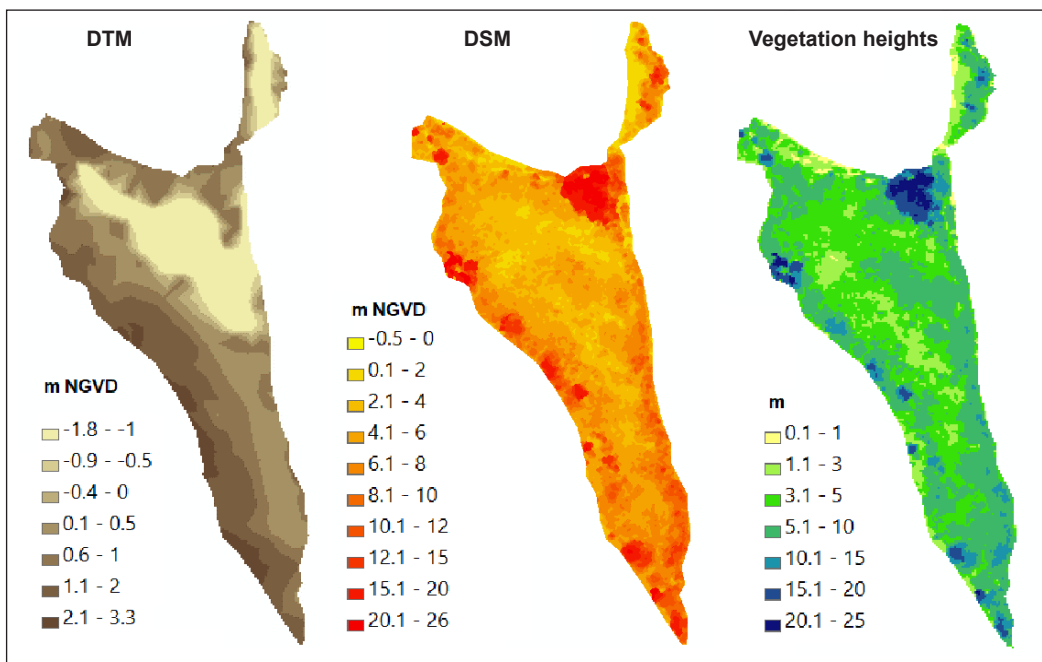 DTM
DSM
Vegetation heights
m NGVD
-1.8 - -1
-0.9 - -0.5
-0.4 - 0
0.1 - 0.5
0.6 - 1
1.1 - 2
2.1 - 3.3
m NGVD
-0.5 - 0
0.1 - 2
2.1 - 4
4.1 - 6
6.1 - 8
8.1 - 10
10.1 - 12
12.1 - 15
15.1 - 20
20.1 - 26
m
0.1 - 1
1.1 - 3
3.1 - 5
5.1 - 10
10.1 - 15
15.1 - 20
20.1 - 25